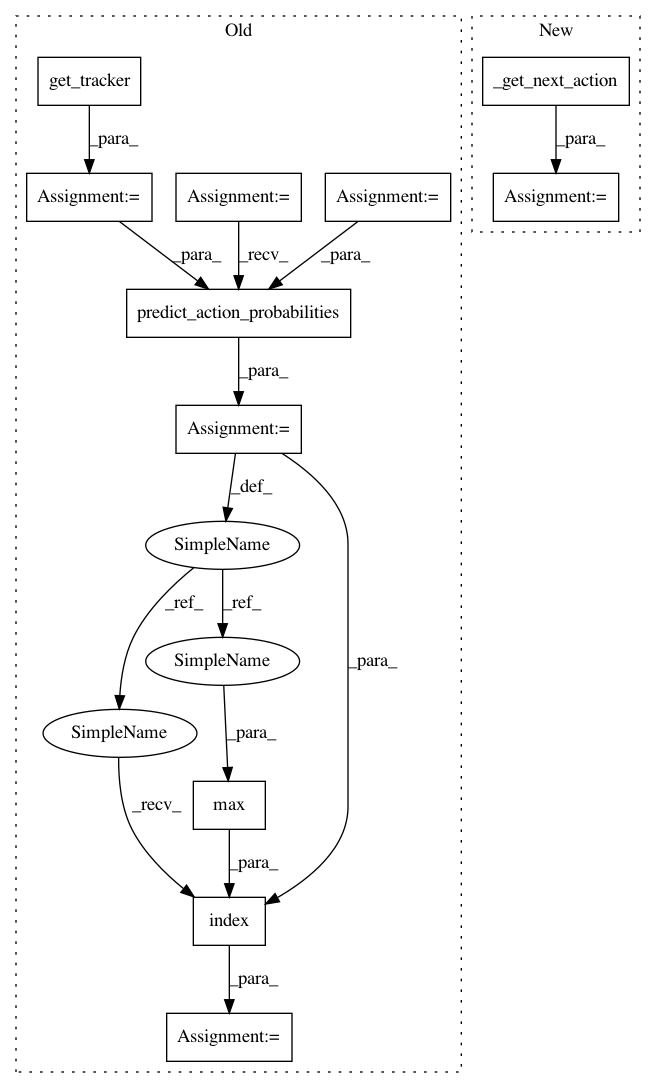 Old
New
get_tracker
_get_next_action
_para_
_para_
Assignment:=
Assignment:=
Assignment:=
Assignment:=
_para_
_recv_
_para_
predict_action_probabilities
_para_
Assignment:=
_def_
SimpleName
_ref_
_ref_
SimpleName
_para_
SimpleName
_para_
_recv_
max
_para_
index
_para_
Assignment:=